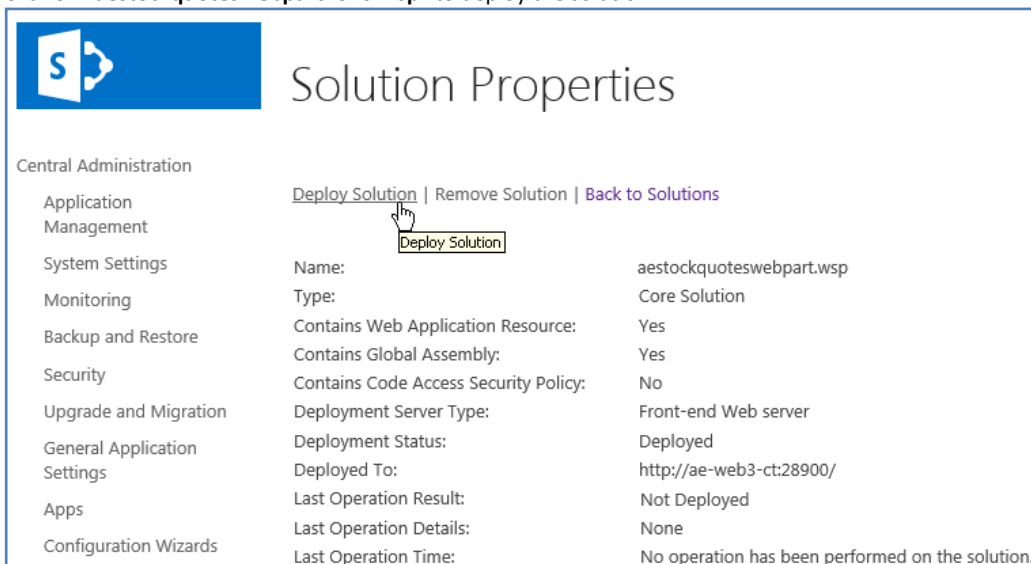 Solution Properties
Central Administration
Application
Management
System Settings
Monitoring
Backup and Restore
Security
Upgrade and Migration
General Application
Settings
Apps
Configuration Wizards
Deploy Solution | Remove Solution | Back to Solutions
Deploy Solution
Name: aestockquoteswebpart.wsp
Type: Core Solution
Contains Web Application Resource: Yes
Contains Global Assembly: Yes
Contains Code Access Security Policy: No
Deployment Server Type: Front-end Web server
Deployment Status: Deployed
Deployed To: http://ae-web3-ct:28900/
Last Operation Result: Not Deployed
Last Operation Details: None
Last Operation Time: No operation has been performed on the solution.